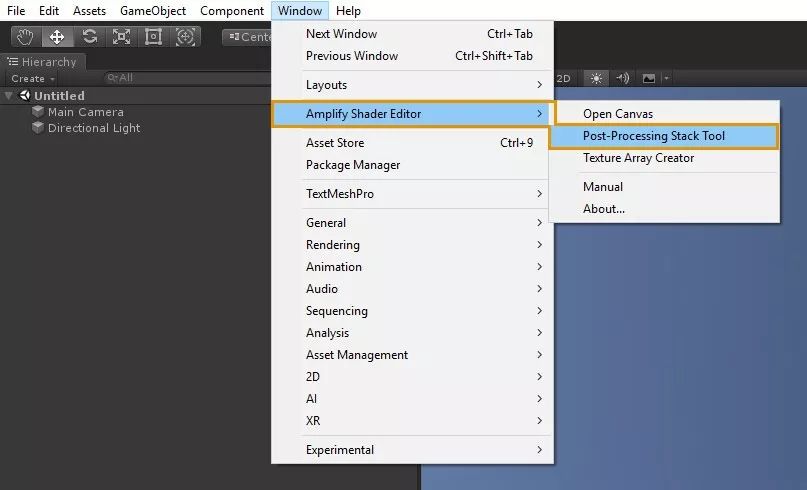 File Edit Assets GameObject Component Window Help
Cente
Hierarchy
Create All
Untitled
Main Camera
Directional Light
2D
Next Window Ctrl+Tab
Previous Window Ctrl+Shift+Tab
Layouts
Amplify Shader Editor
Asset Store Ctrl+9
Package Manager
TextMeshPro
General
Rendering
Animation
Audio
Sequencing
Analysis
Asset Management
2D
AI
XR
Experimental
Open Canvas
Post-Processing Stack Tool
Texture Array Creator
Manual
About...